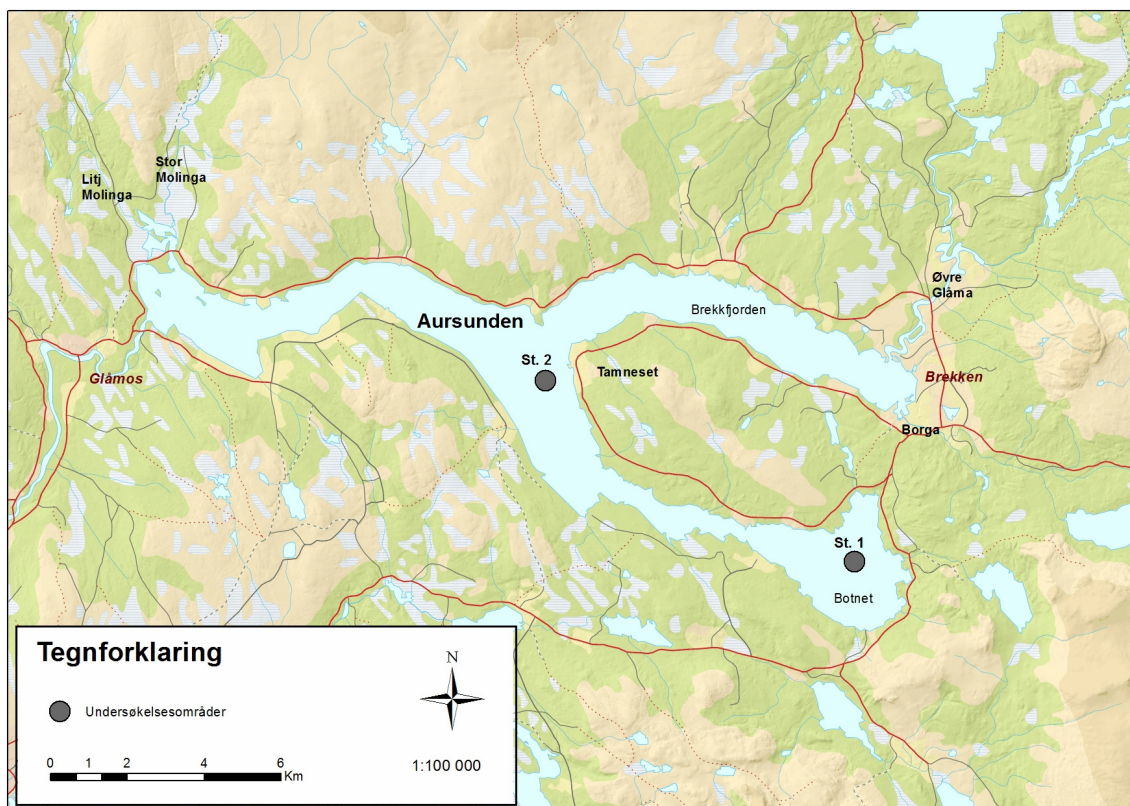 Stor
Molinga
Litj
Molinga
Øvre
Glåma
Brekkfjorden
Aursunden
St. 2
Tamneset
Glåmos
Brekken
Borga
St. 1
Botnet
Tegnforklaring
N
Undersøkelsesområder
0 1 2 4 6
Km
1:100 000